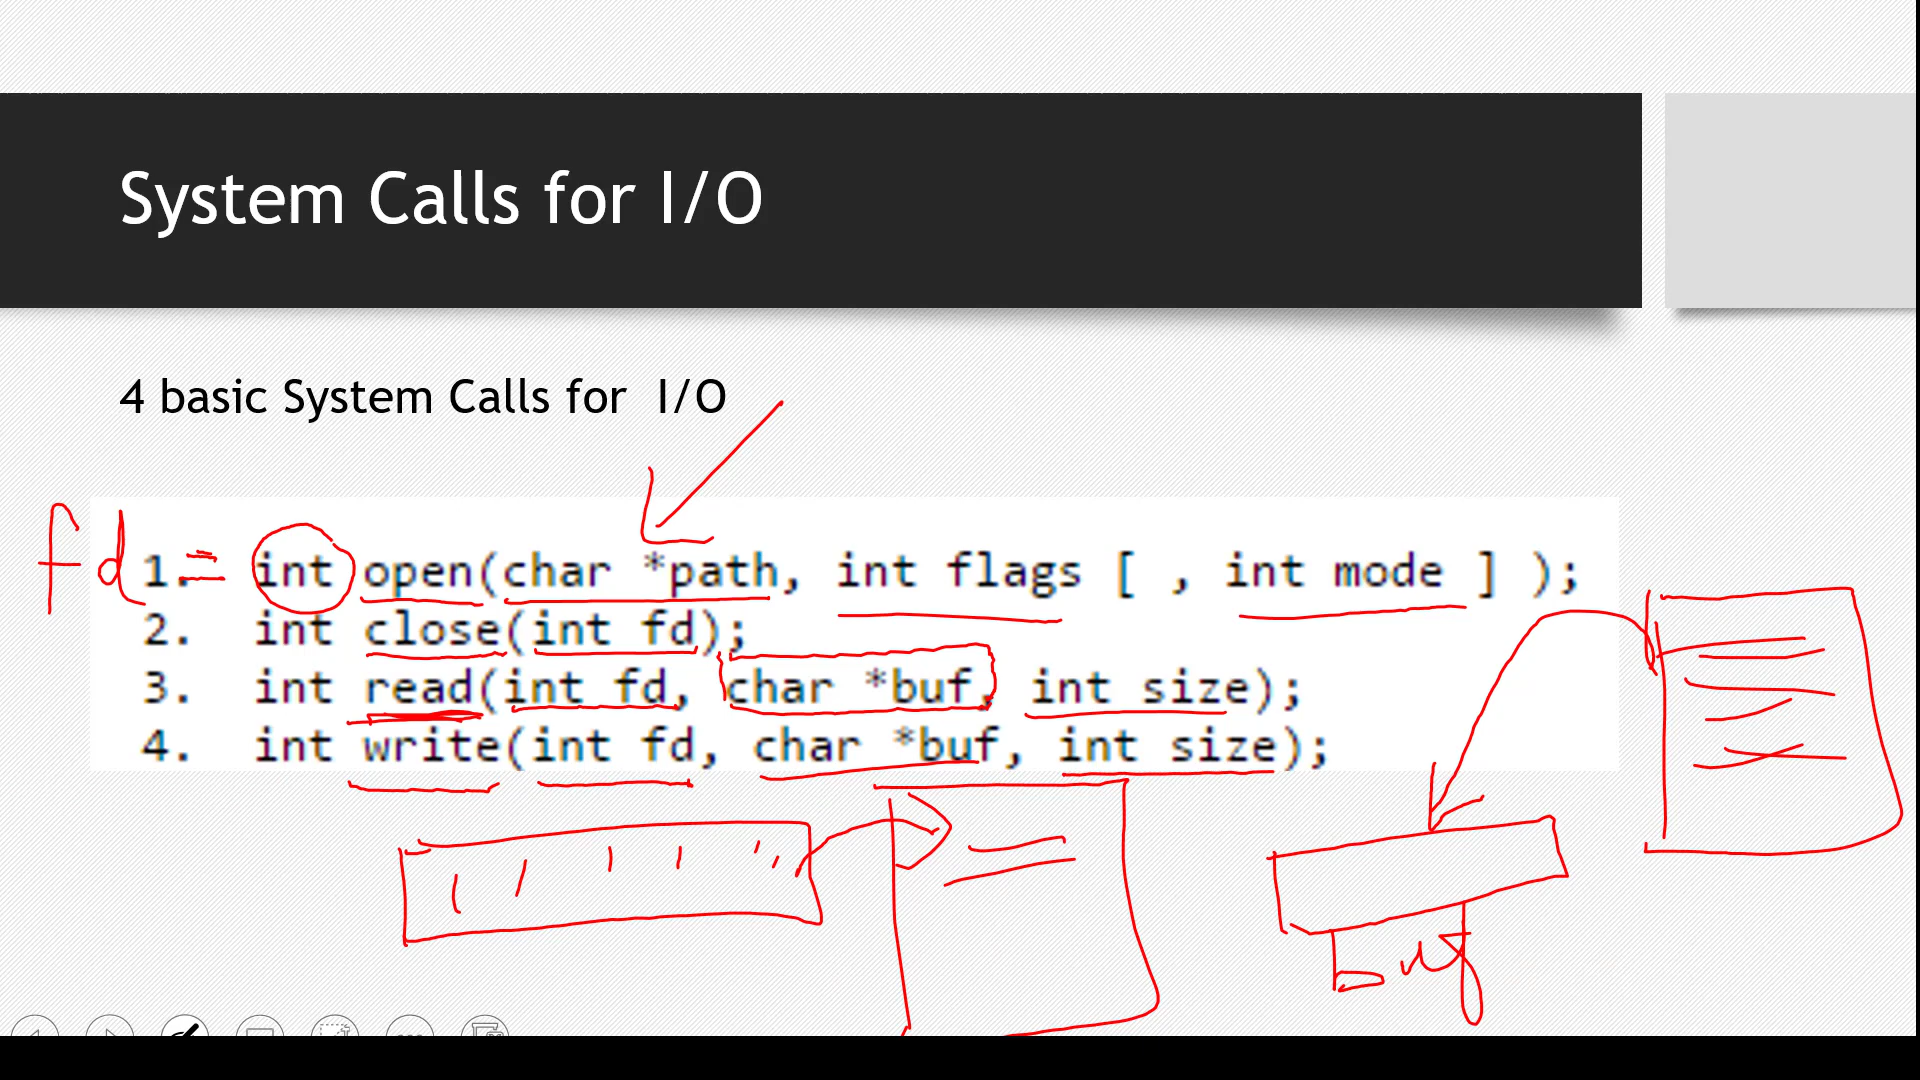 System Calls for I/O
4 basic System Calls for I/O
fd = 
1. int open(char *path, int flags [ , int mode ] );
2. int close(int fd);
3. int read(int fd, char *buf, int size);
4. int write(int fd, char *buf, int size);
buf